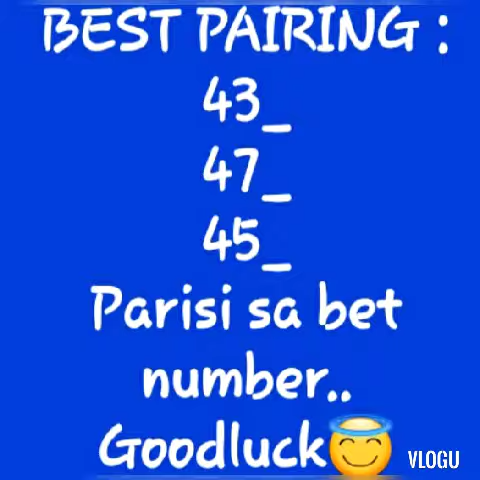 BEST PAIRING :
43_
47_
45_
Parisi sa bet
number..
Goodluck😇
VLOGU